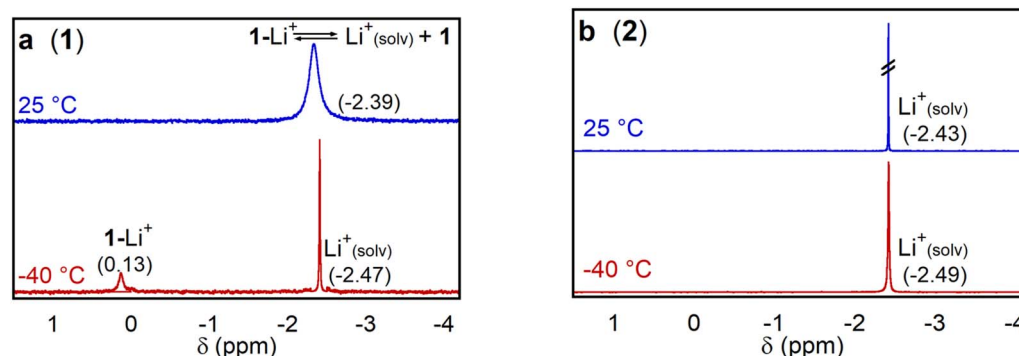 a (1)
1-Li⁺ ⇌ Li⁺(solv) + 1
25 °C
(-2.39)
1-Li⁺
(0.13)
Li⁺(solv)
(-2.47)
-40 °C
1 0 -1 -2 -3 -4
δ (ppm)
b (2)
25 °C
Li⁺(solv)
(-2.43)
-40 °C
Li⁺(solv)
(-2.49)
1 0 -1 -2 -3 -4
δ (ppm)